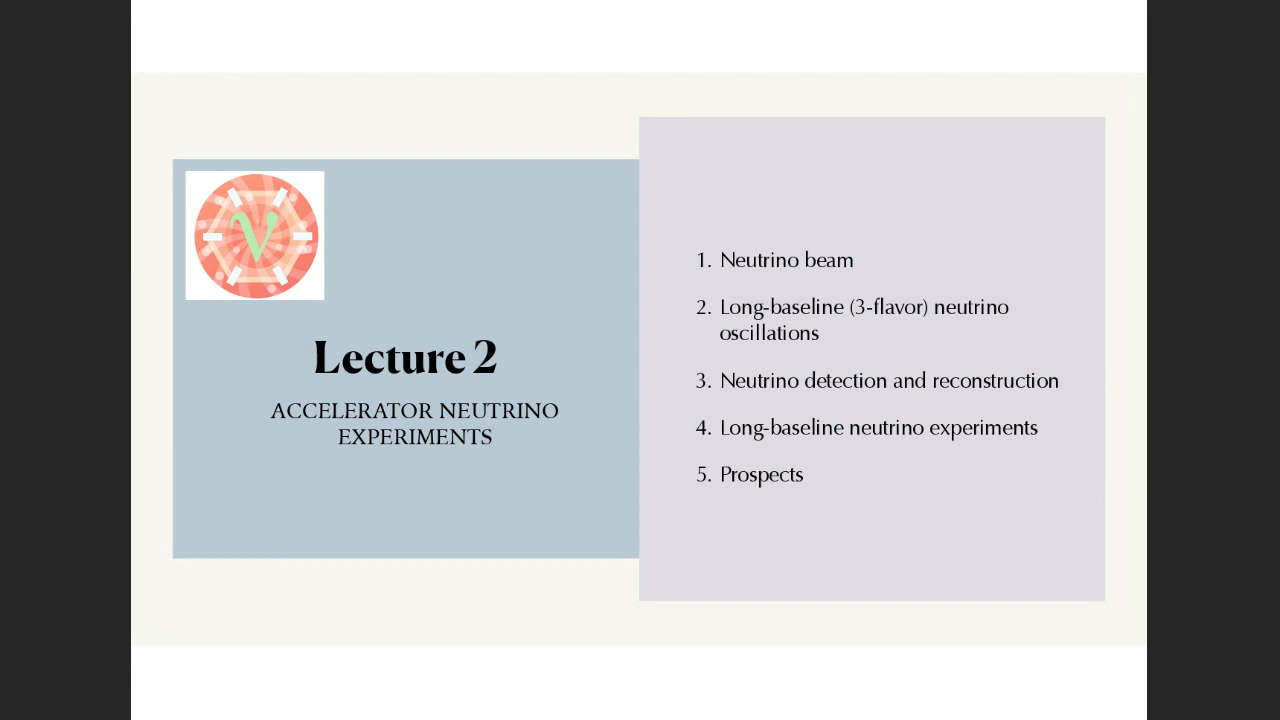 ν
Lecture 2
ACCELERATOR NEUTRINO
EXPERIMENTS
1. Neutrino beam
2. Long-baseline (3-flavor) neutrino
oscillations
3. Neutrino detection and reconstruction
4. Long-baseline neutrino experiments
5. Prospects